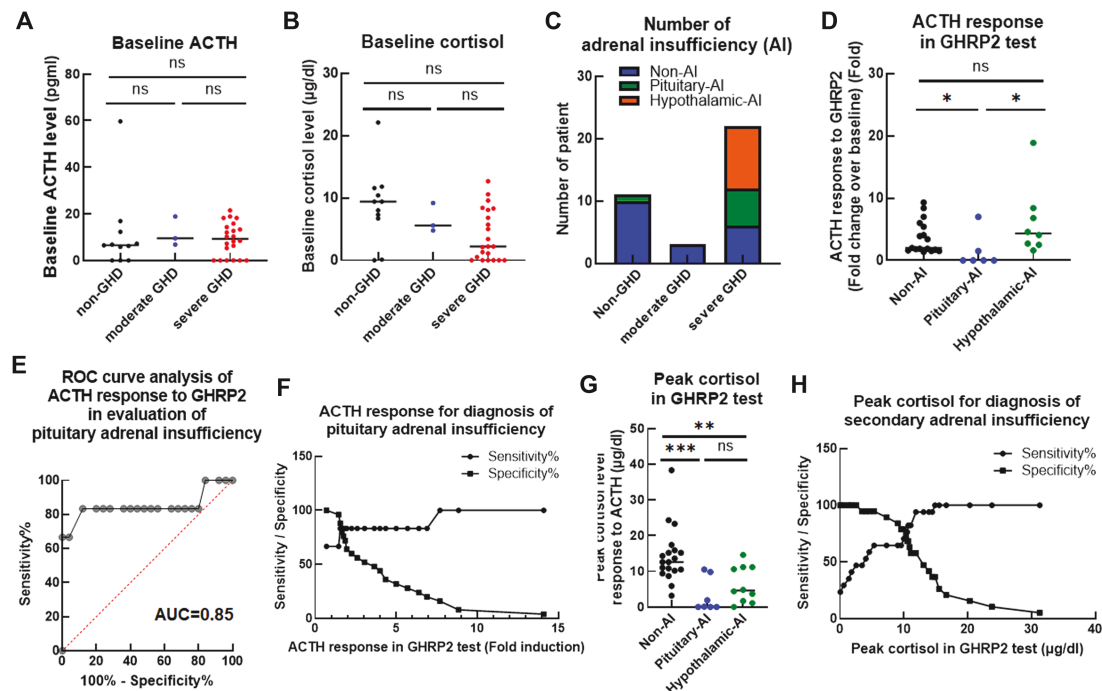 A
Baseline ACTH
ns
ns
ns
Baseline ACTH level (pgml)
80
60
40
20
0
non-GHD
moderate GHD
severe GHD
B
Baseline cortisol
ns
ns
ns
Baseline cortisol level (µg/dl)
30
20
10
0
non-GHD
moderate GHD
severe GHD
C
Number of
adrenal insufficiency (AI)
Non-AI
Pituitary-AI
Hypothalamic-AI
Number of patient
30
20
10
0
Non-GHD
moderate GHD
severe GHD
D
ACTH response
in GHRP2 test
ns
*
*
ACTH response to GHRP2
(Fold change over baseline) (Fold)
30
20
10
0
Non-AI
Pituitary-AI
Hypothalamic-AI
E
ROC curve analysis of
ACTH response to GHRP2
in evaluation of
pituitary adrenal insufficiency
Sensitivity%
100
80
60
40
20
0
AUC=0.85
0
20
40
60
80
100
100% - Specificity%
F
ACTH response for diagnosis of
pituitary adrenal insufficiency
Sensitivity%
Specificity%
Sensitivity / Specificity
150
100
50
0
0
5
10
15
ACTH response in GHRP2 test (Fold induction)
G
Peak cortisol
in GHRP2 test
**
***
ns
Peak cortisol level
response to ACTH (µg/dl)
50
40
30
20
10
0
Non-AI
Pituitary-AI
Hypothalamic-AI
H
Peak cortisol for diagnosis of
secondary adrenal insufficiency
Sensitivity%
Specificity%
Sensitivity / Specificity
150
100
50
0
0
10
20
30
40
Peak cortisol in GHRP2 test (µg/dl)